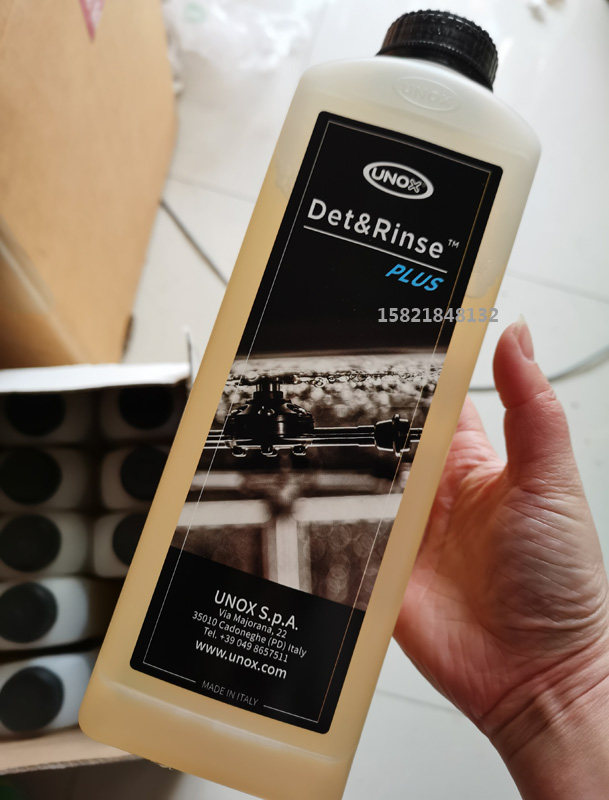 UNOX
UNOX
Det&Rinse™
PLUS
15821848132
UNOX S.p.A.
Via Majorana, 22
35010 Cadoneghe (PD) Italy
Tel. +39 049 8657511
www.unox.com
MADE IN ITALY